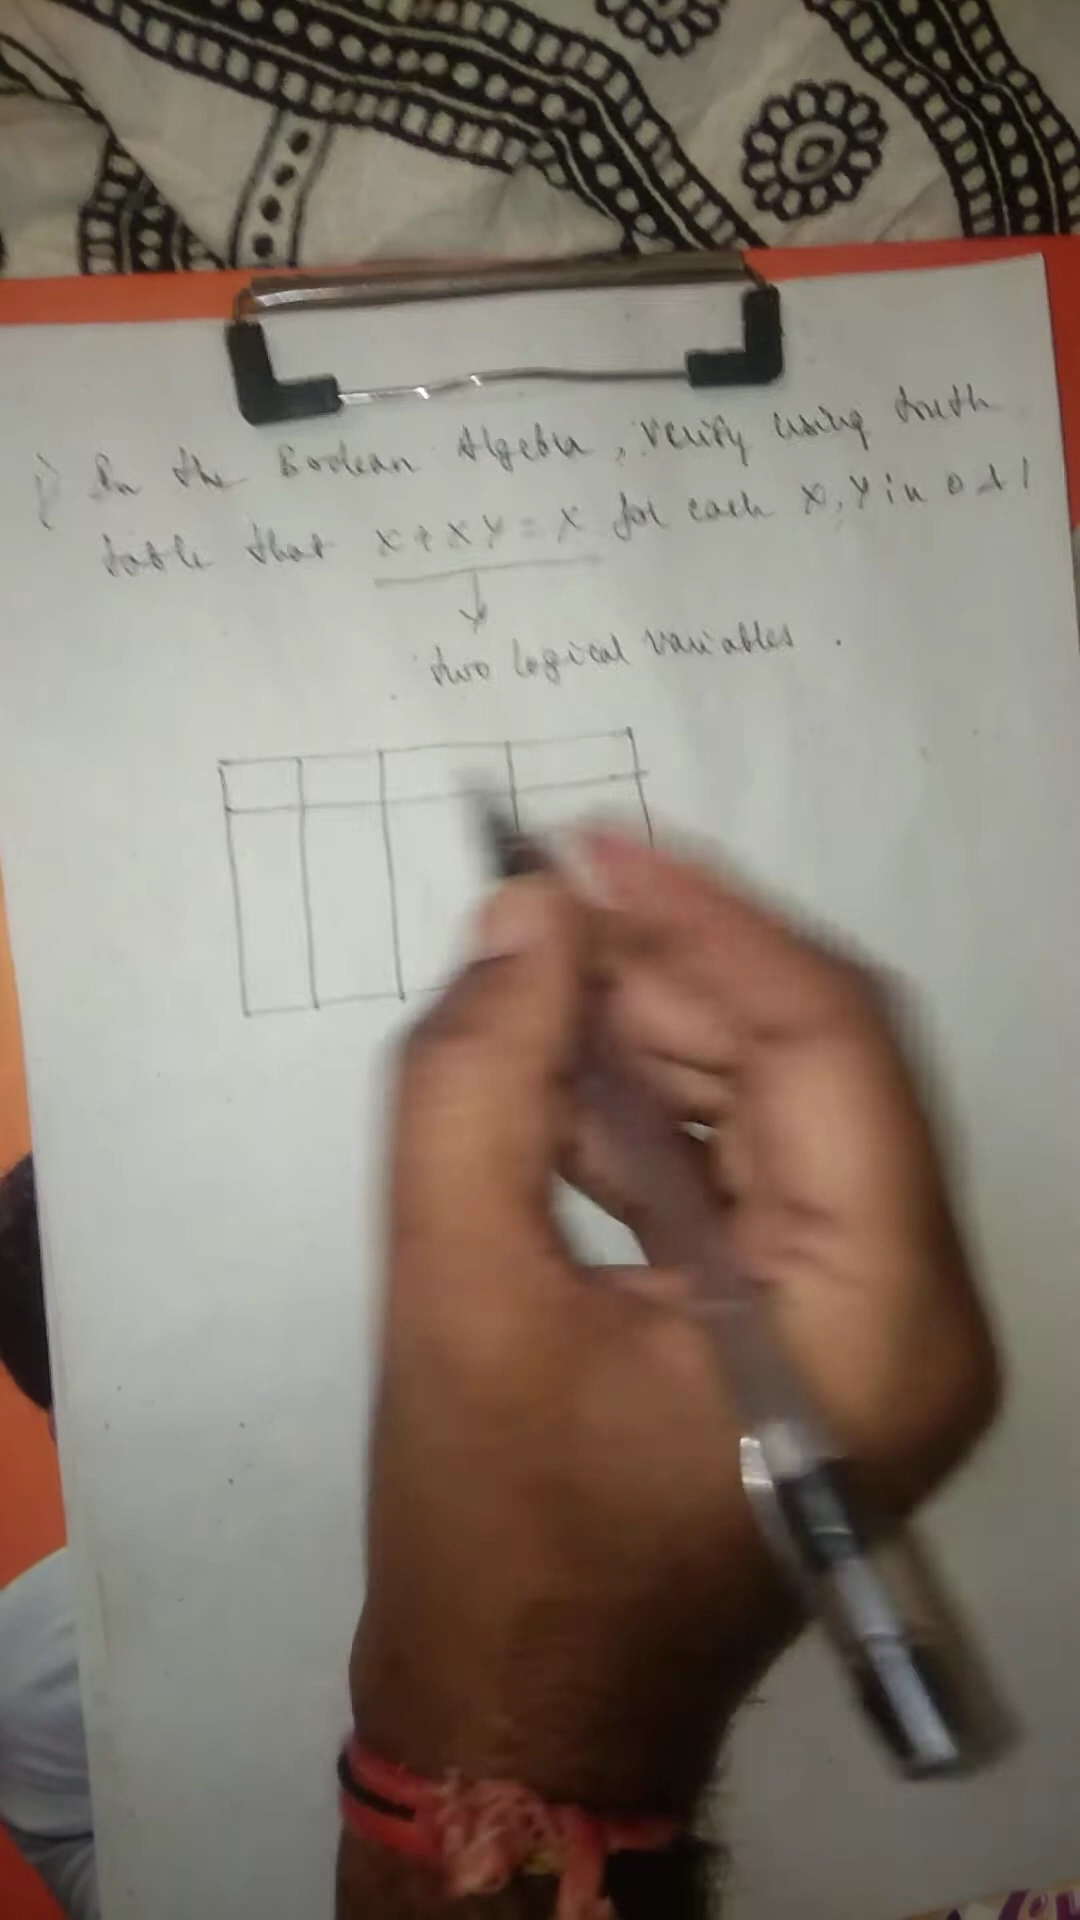 i) In the Boolean Algebra, verify using truth
table that X+XY=X for each X,Y in 0 & 1
two logical variables.